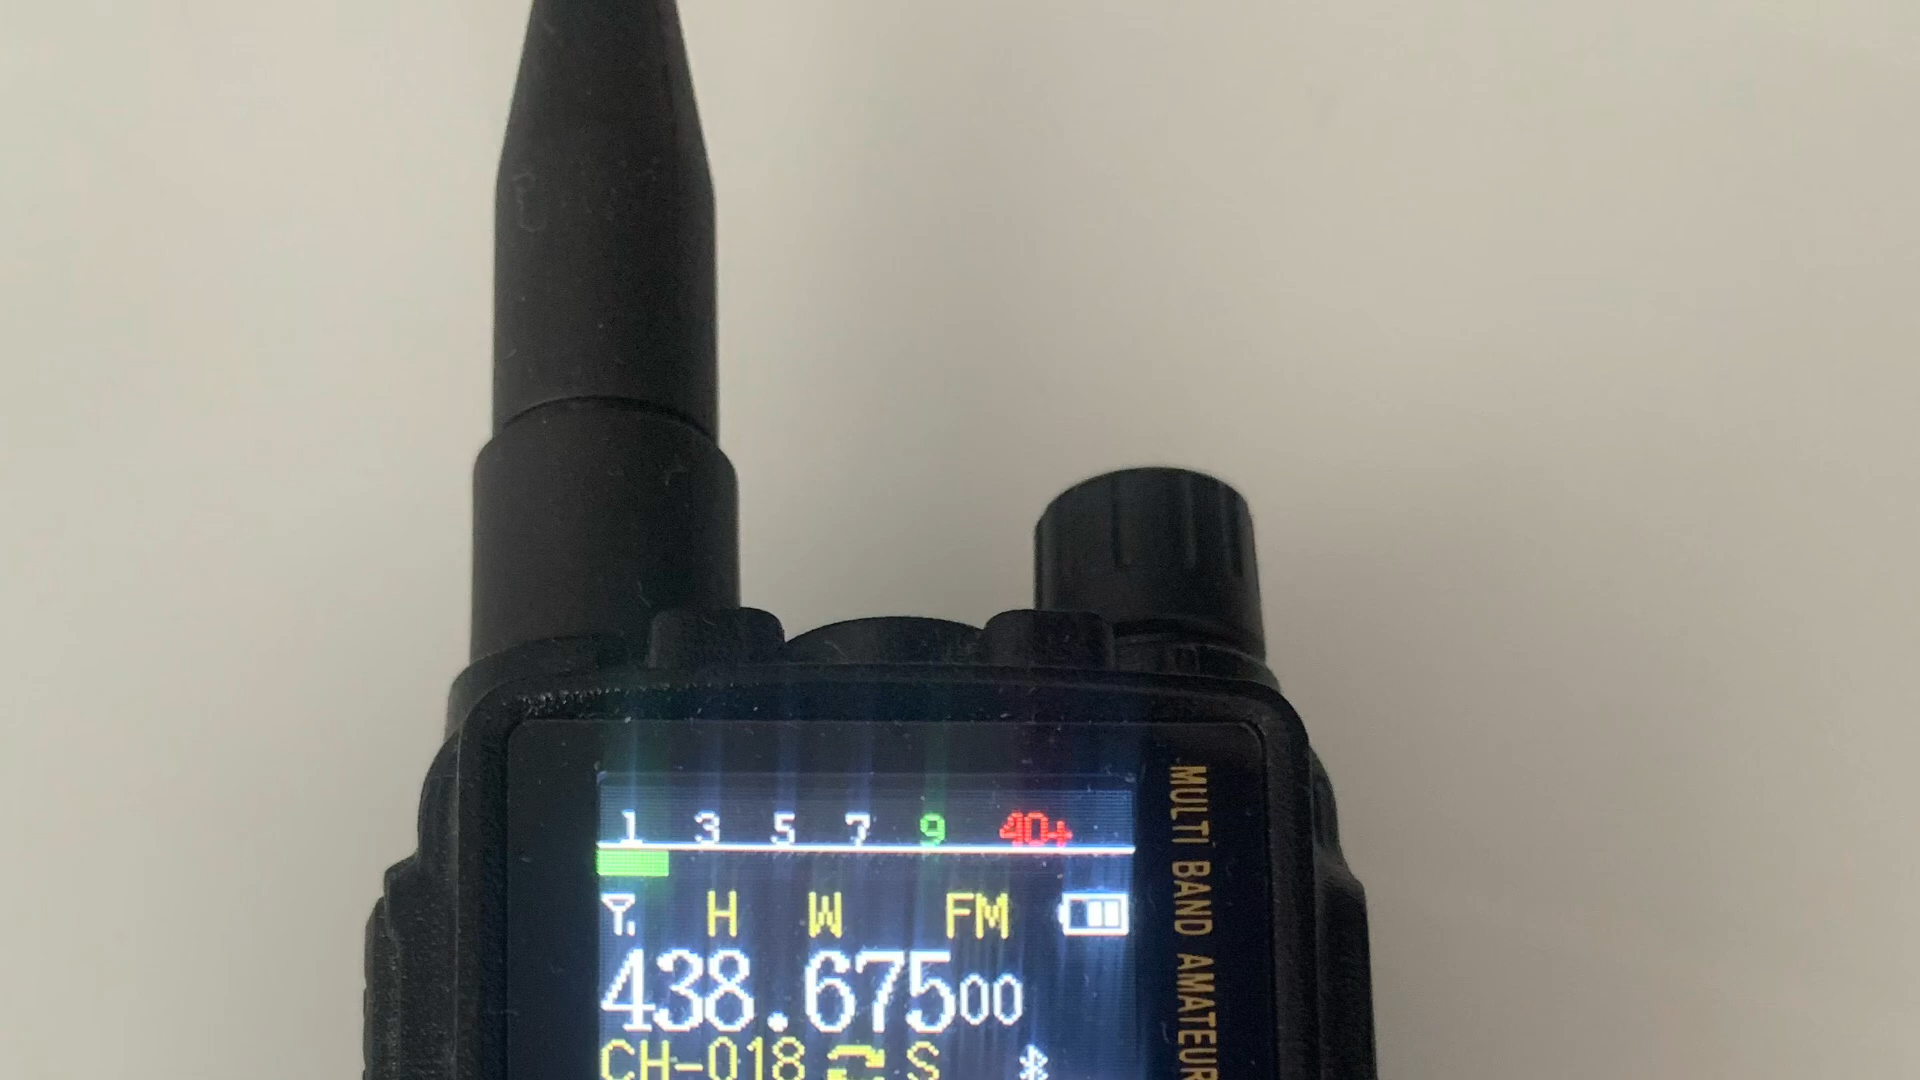 1 3 5 7 9 40+
H W FM
438.67500
CH-018 S
MULTI BAND AMATEUR